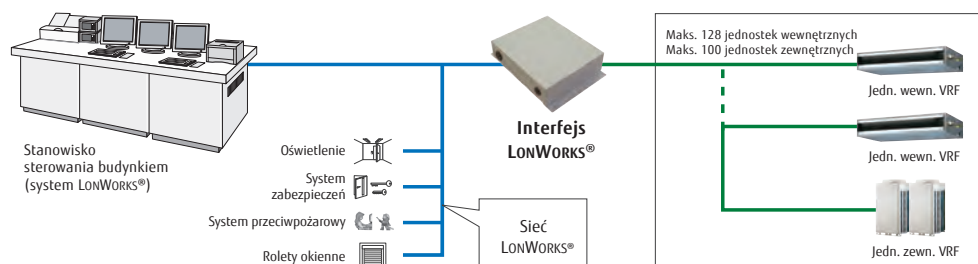 Maks. 128 jednostek wewnętrznych
Maks. 100 jednostek zewnętrznych
Jedn. wewn. VRF
Interfejs
LONWORKS®
Stanowisko
sterowania budynkiem
(system LONWORKS®)
Oświetlenie
Jedn. wewn. VRF
System
zabezpieczeń
System przeciwpożarowy
Sieć
LONWORKS®
Rolety okienne
Jedn. zewn. VRF